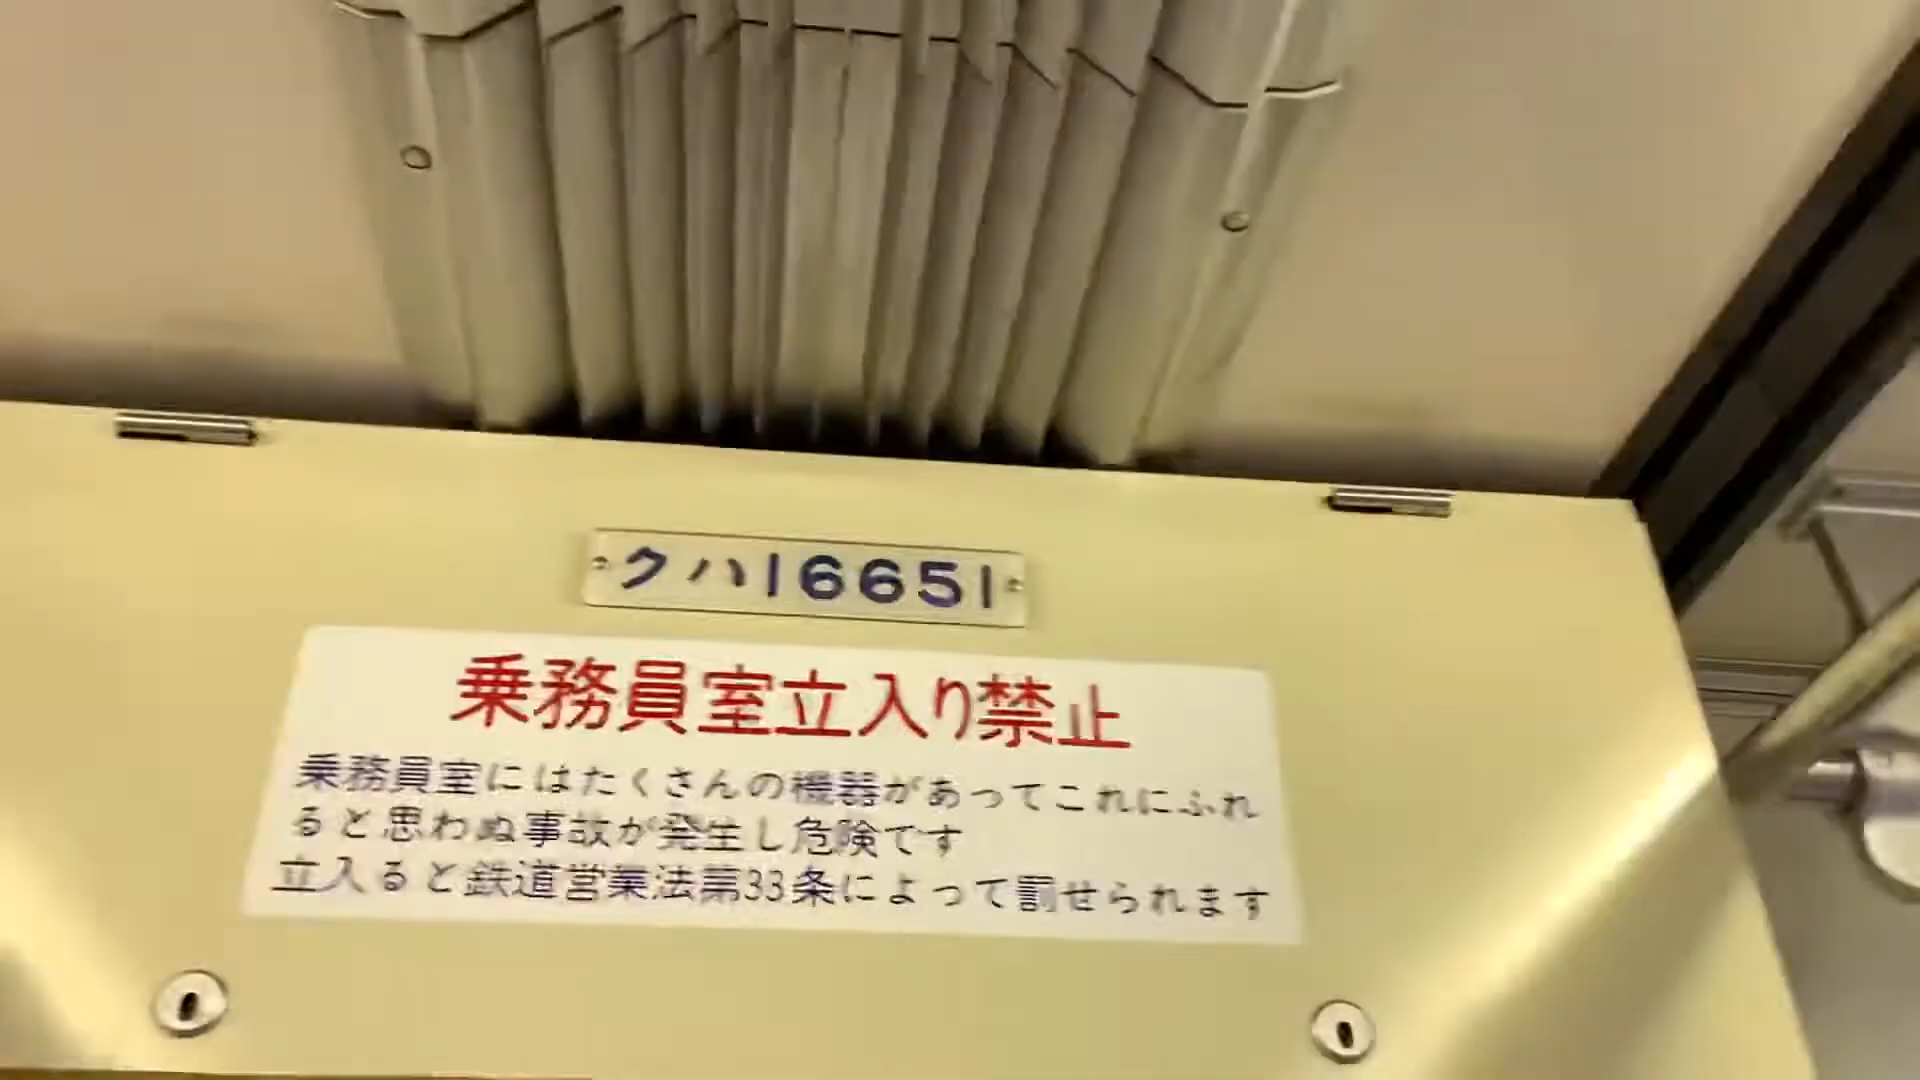 クハ16651
乗務員室立入り禁止
乗務員室にはたくさんの機器があってこれにふれ
ると思わぬ事故が発生し危険です
立入ると鉄道営業法第33条によって罰せられます